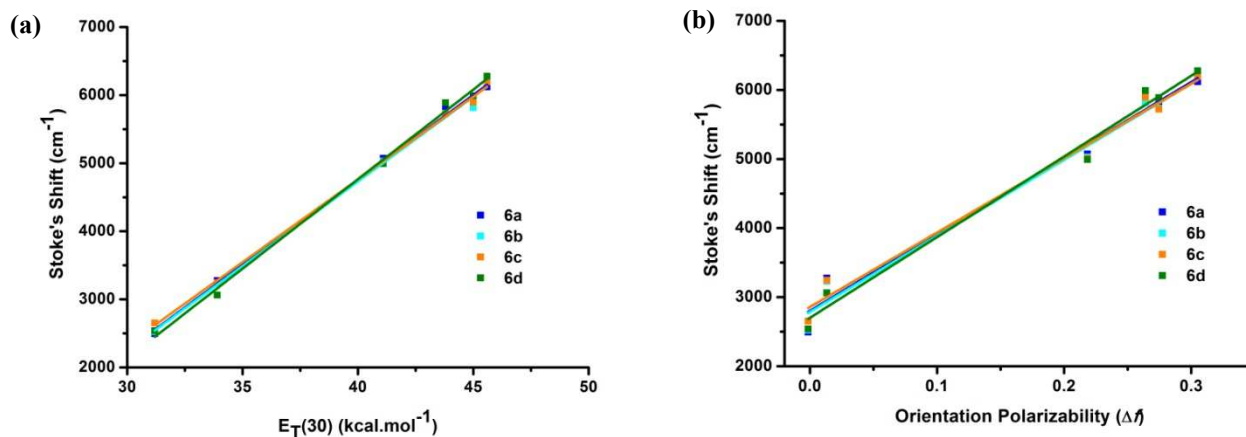 (a)
7000
6000
5000
4000
3000
2000
Stoke's Shift (cm-1)
6a
6b
6c
6d
30 35 40 45 50
ET(30) (kcal.mol-1)
(b)
7000
6000
5000
4000
3000
2000
Stoke's Shift (cm-1)
6a
6b
6c
6d
0.0 0.1 0.2 0.3
Orientation Polarizability (Δf)